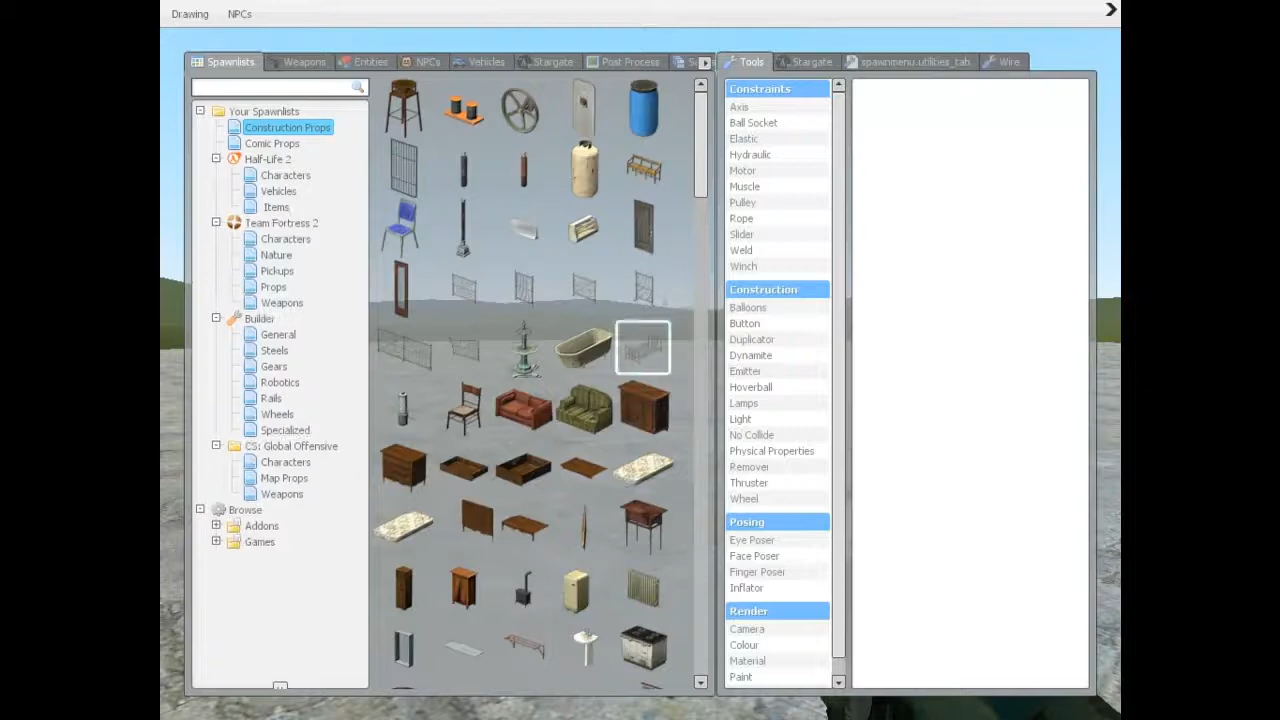 Drawing NPCs
Spawnlists Weapons Entities NPCs Vehicles Stargate Post Process
Your Spawnlists
Construction Props
Comic Props
Half-Life 2
Characters
Vehicles
Items
Team Fortress 2
Characters
Nature
Pickups
Props
Weapons
Builder
General
Steels
Gears
Robotics
Rails
Wheels
Specialized
CS: Global Offensive
Characters
Map Props
Weapons
Browse
Addons
Games
Tools Stargate spawnmenu.utilities_tab Wire
Constraints
Axis
Ball Socket
Elastic
Hydraulic
Motor
Muscle
Pulley
Rope
Slider
Weld
Winch
Construction
Balloons
Button
Duplicator
Dynamite
Emitter
Hoverball
Lamps
Light
No Collide
Physical Properties
Remover
Thruster
Wheel
Posing
Eye Poser
Face Poser
Finger Poser
Inflator
Render
Camera
Colour
Material
Paint